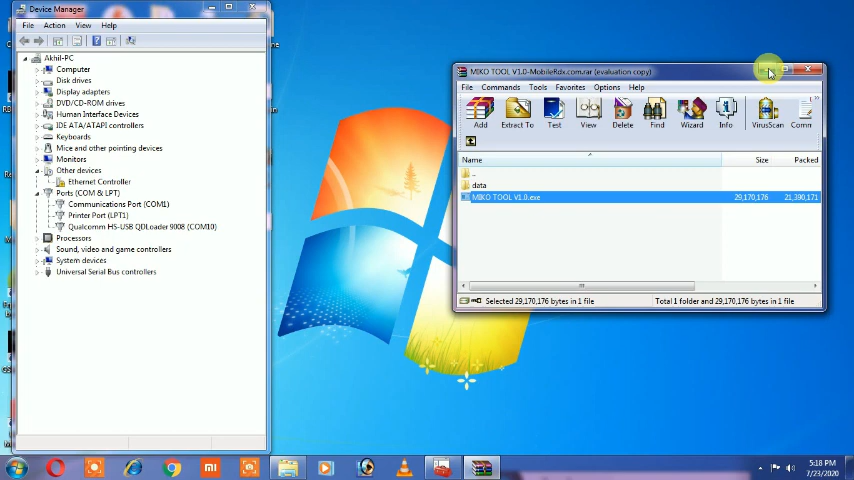 Device Manager
File Action View Help
Akhil-PC
Computer
Disk drives
Display adapters
DVD/CD-ROM drives
Human Interface Devices
IDE ATA/ATAPI controllers
Keyboards
Mice and other pointing devices
Monitors
Other devices
Ethernet Controller
Ports (COM & LPT)
Communications Port (COM1)
Printer Port (LPT1)
Qualcomm HS-USB QDLoader 9008 (COM10)
Processors
Sound, video and game controllers
System devices
Universal Serial Bus controllers
MIKO TOOL V1.0-MobileRdx.com.rar (evaluation copy)
File Commands Tools Favorites Options Help
Add Extract To Test View Delete Find Wizard Info VirusScan Comm
Name Size Packed
..
data
MIKO TOOL V1.0.exe 29,170,176 21,390,171
Selected 29,170,176 bytes in 1 file Total 1 folder and 29,170,176 bytes in 1 file
5:18 PM
7/23/2020